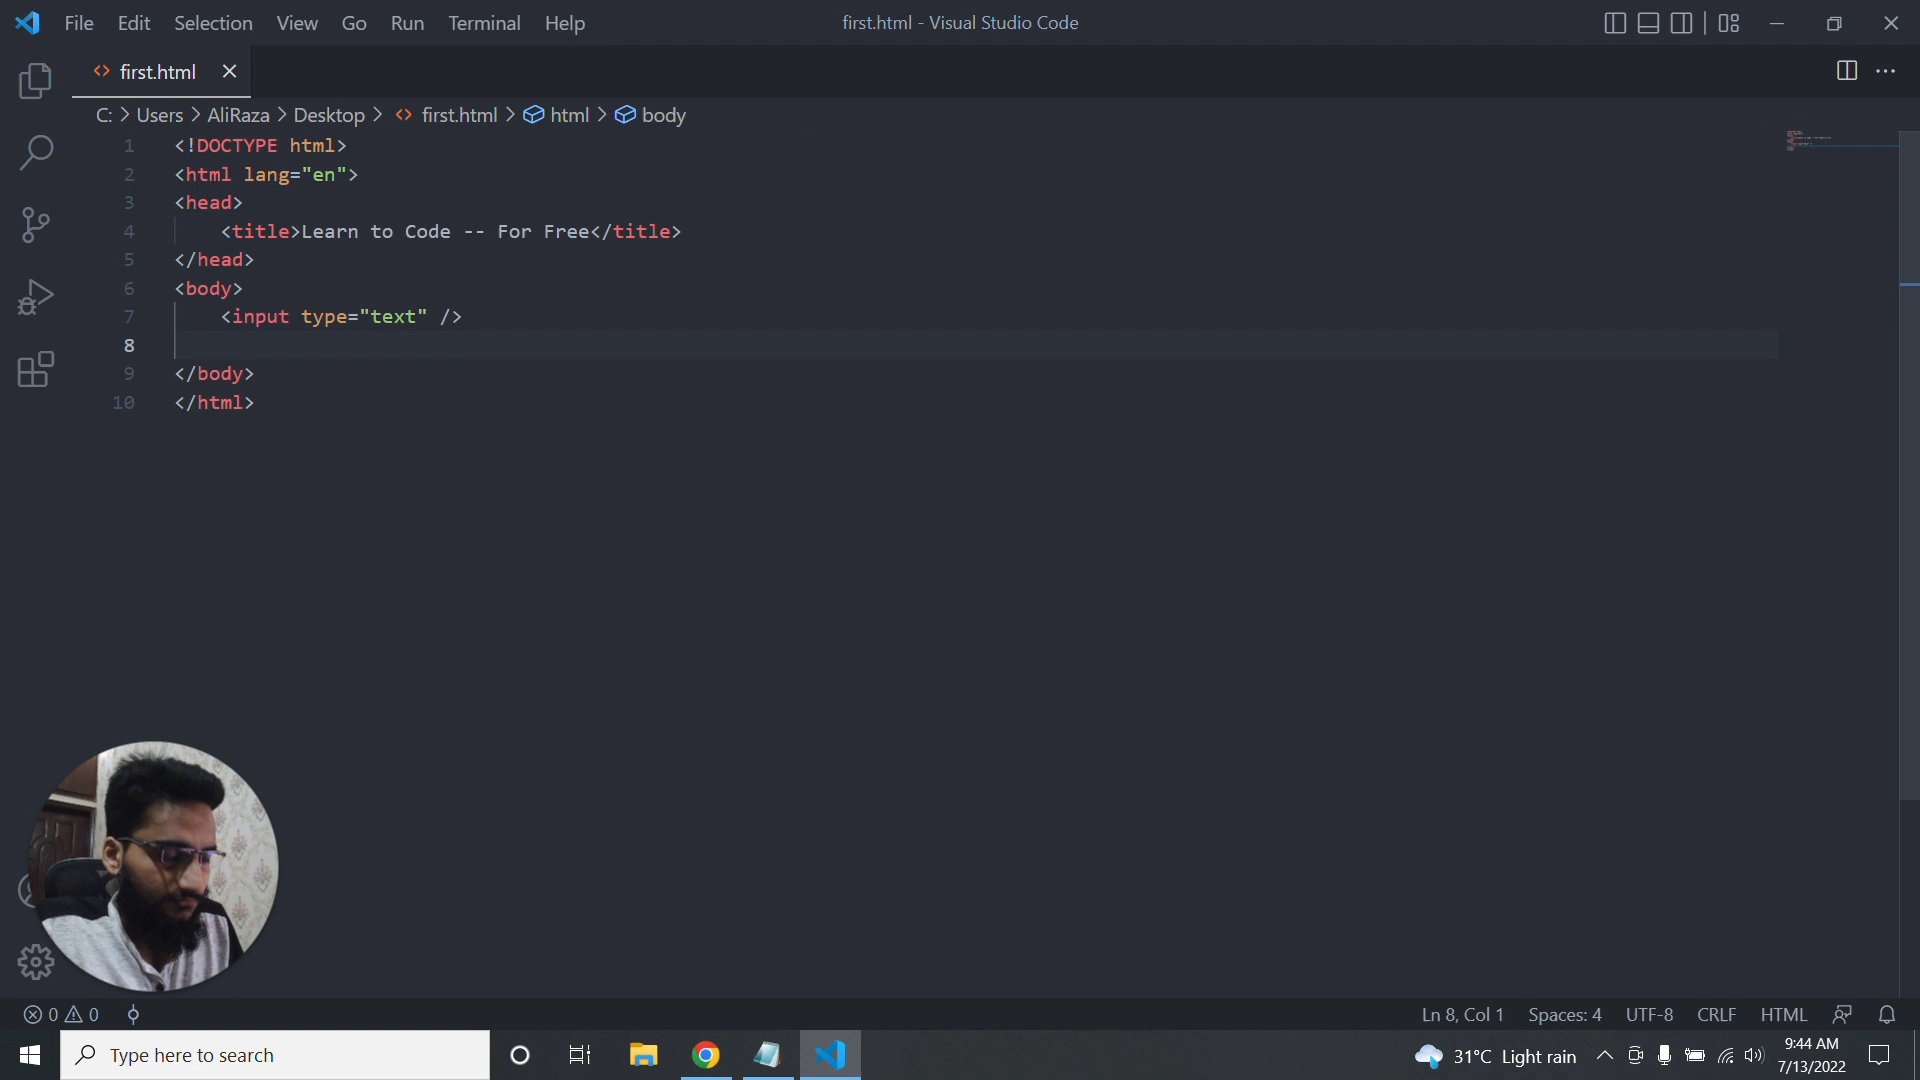 File Edit Selection View Go Run Terminal Help
first.html - Visual Studio Code
first.html
C: > Users > AliRaza > Desktop > first.html > html > body
1 <!DOCTYPE html>
2 <html lang="en">
3 <head>
4     <title>Learn to Code -- For Free</title>
5 </head>
6 <body>
7     <input type="text" />
8
9 </body>
10 </html>
0 0
Ln 8, Col 1 Spaces: 4 UTF-8 CRLF HTML
Type here to search
31°C Light rain
9:44 AM
7/13/2022